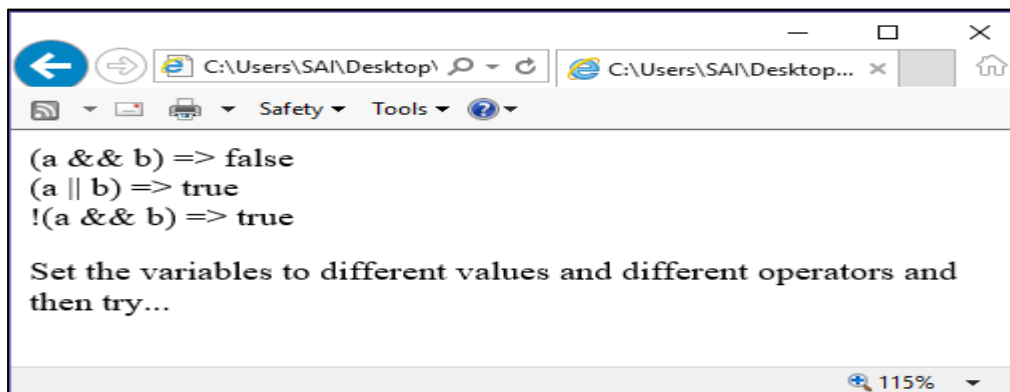 C:\Users\SAI\Desktop\
C:\Users\SAI\Desktop...
Safety
Tools
(a && b) => false
(a || b) => true
!(a && b) => true
Set the variables to different values and different operators and
then try...
115%